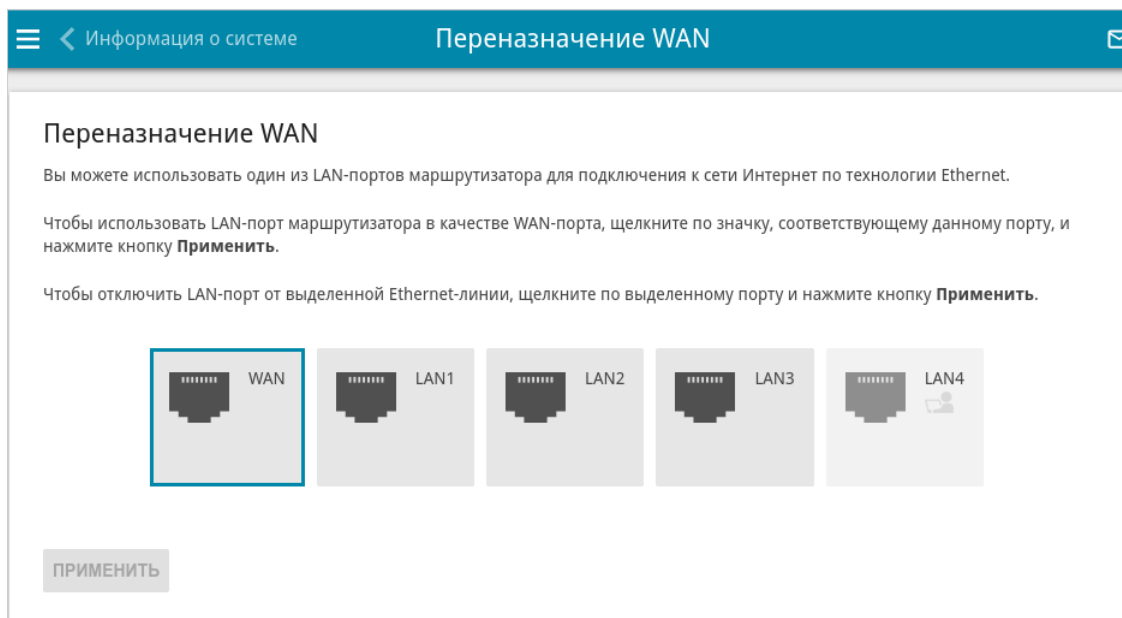 Информация о системе
Переназначение WAN
Переназначение WAN
Вы можете использовать один из LAN-портов маршрутизатора для подключения к сети Интернет по технологии Ethernet.
Чтобы использовать LAN-порт маршрутизатора в качестве WAN-порта, щелкните по значку, соответствующему данному порту, и
нажмите кнопку Применить.
Чтобы отключить LAN-порт от выделенной Ethernet-линии, щелкните по выделенному порту и нажмите кнопку Применить.
WAN
LAN1
LAN2
LAN3
LAN4
ПРИМЕНИТЬ